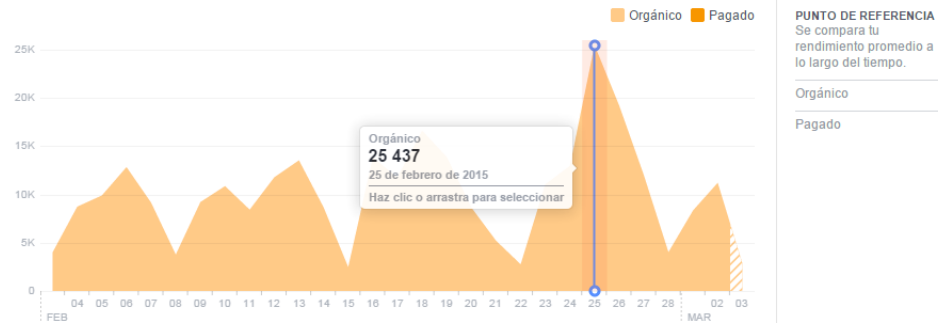 Orgánico Pagado
25K
20K
15K
10K
5K
0
Orgánico
25 437
25 de febrero de 2015
Haz clic o arrastra para seleccionar
04 05 06 07 08 09 10 11 12 13 14 15 16 17 18 19 20 21 22 23 24 25 26 27 28 02 03
FEB MAR
PUNTO DE REFERENCIA
Se compara tu
rendimiento promedio a
lo largo del tiempo.
Orgánico
Pagado